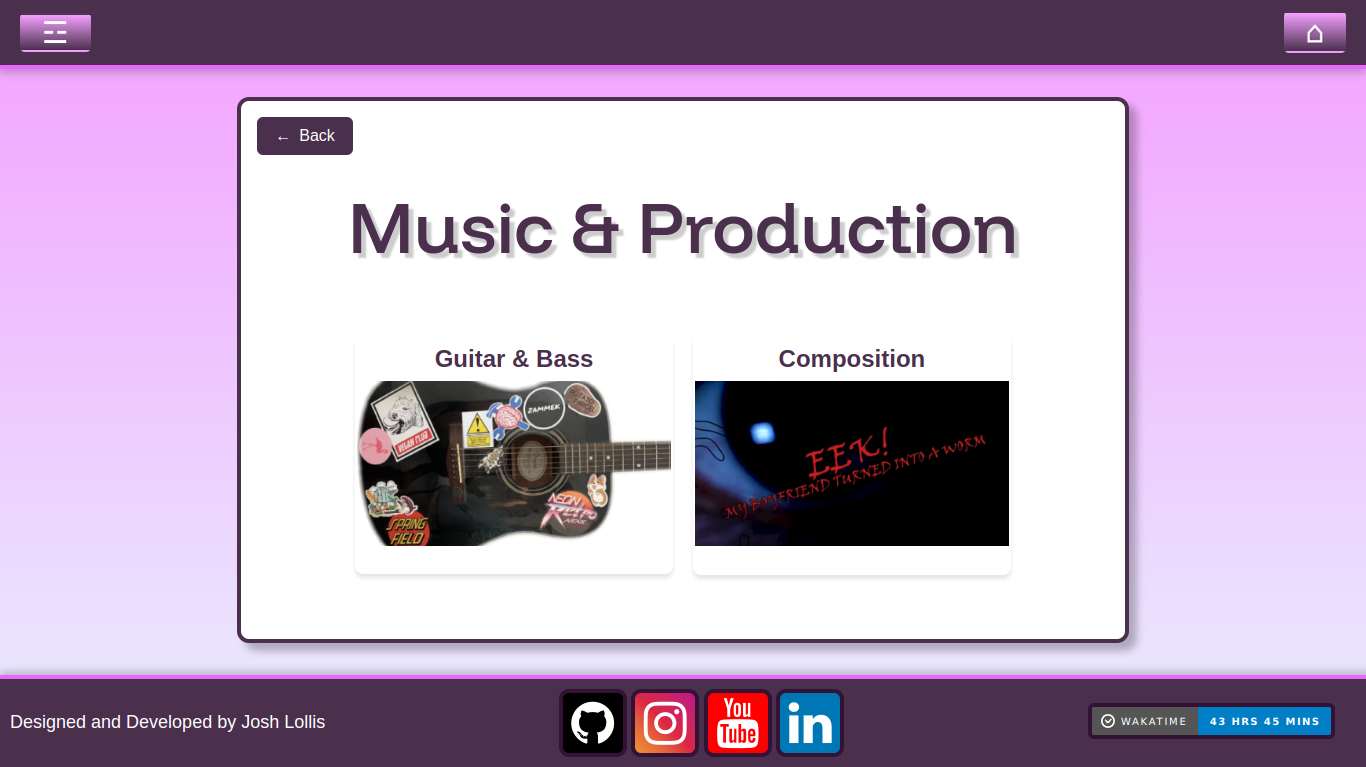 ← Back
Music & Production
Guitar & Bass
Composition
VEGAN CLUB
ZAMMEK
NEON
Retro
ARCADE
SPRING
FIELD
EEK!
MY BOYFRIEND TURNED INTO A WORM
Designed and Developed by Josh Lollis
You
Tube
in
WAKATIME
43 HRS 45 MINS